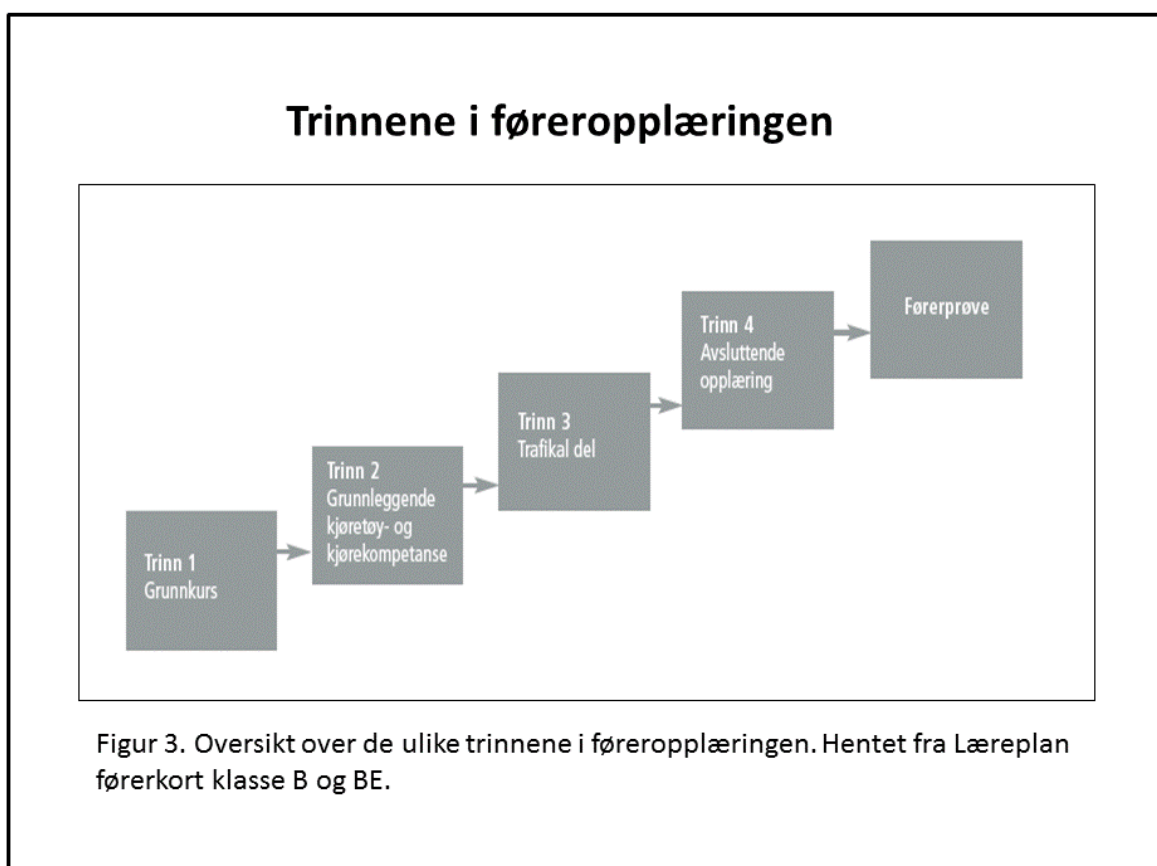 Trinnene i føreropplæringen
Trinn 1
Grunnkurs
Trinn 2
Grunnleggende
kjøretøy- og
kjørekompetanse
Trinn 3
Trafikal del
Trinn 4
Avsluttende
opplæring
Førerprøve
Figur 3. Oversikt over de ulike trinnene i føreropplæringen. Hentet fra Læreplan
førerkort klasse B og BE.